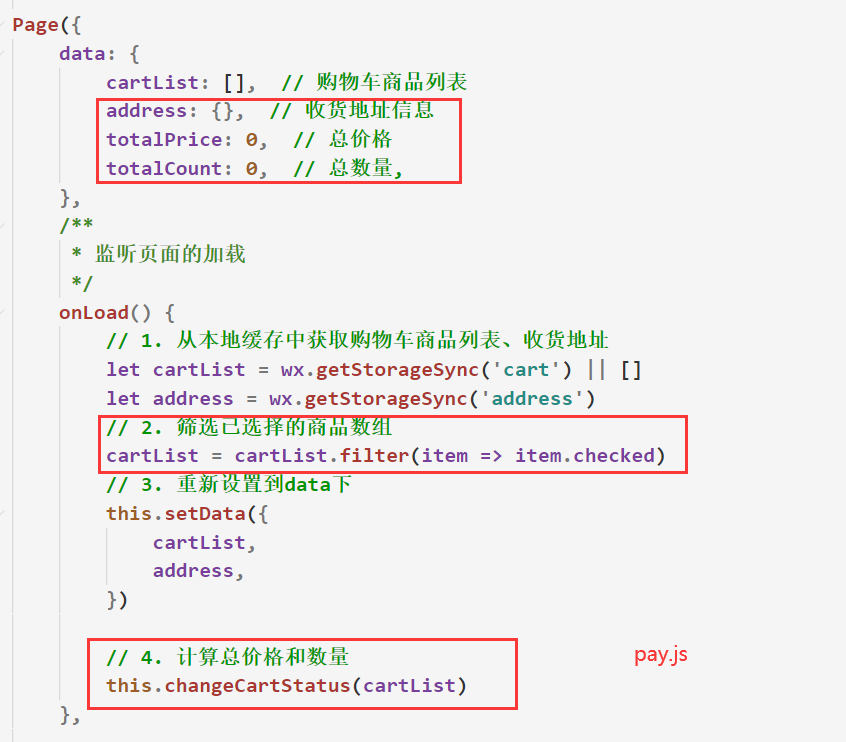 Page({
data: {
cartList: [],  // 购物车商品列表
address: {},  // 收货地址信息
totalPrice: 0,  // 总价格
totalCount: 0,  // 总数量,
},
/**
* 监听页面的加载
*/
onLoad() {
// 1. 从本地缓存中获取购物车商品列表、收货地址
let cartList = wx.getStorageSync('cart') || []
let address = wx.getStorageSync('address')
// 2. 筛选已选择的商品数组
cartList = cartList.filter(item => item.checked)
// 3. 重新设置到data下
this.setData({
cartList,
address,
})
// 4. 计算总价格和数量
this.changeCartStatus(cartList)
pay.js
},